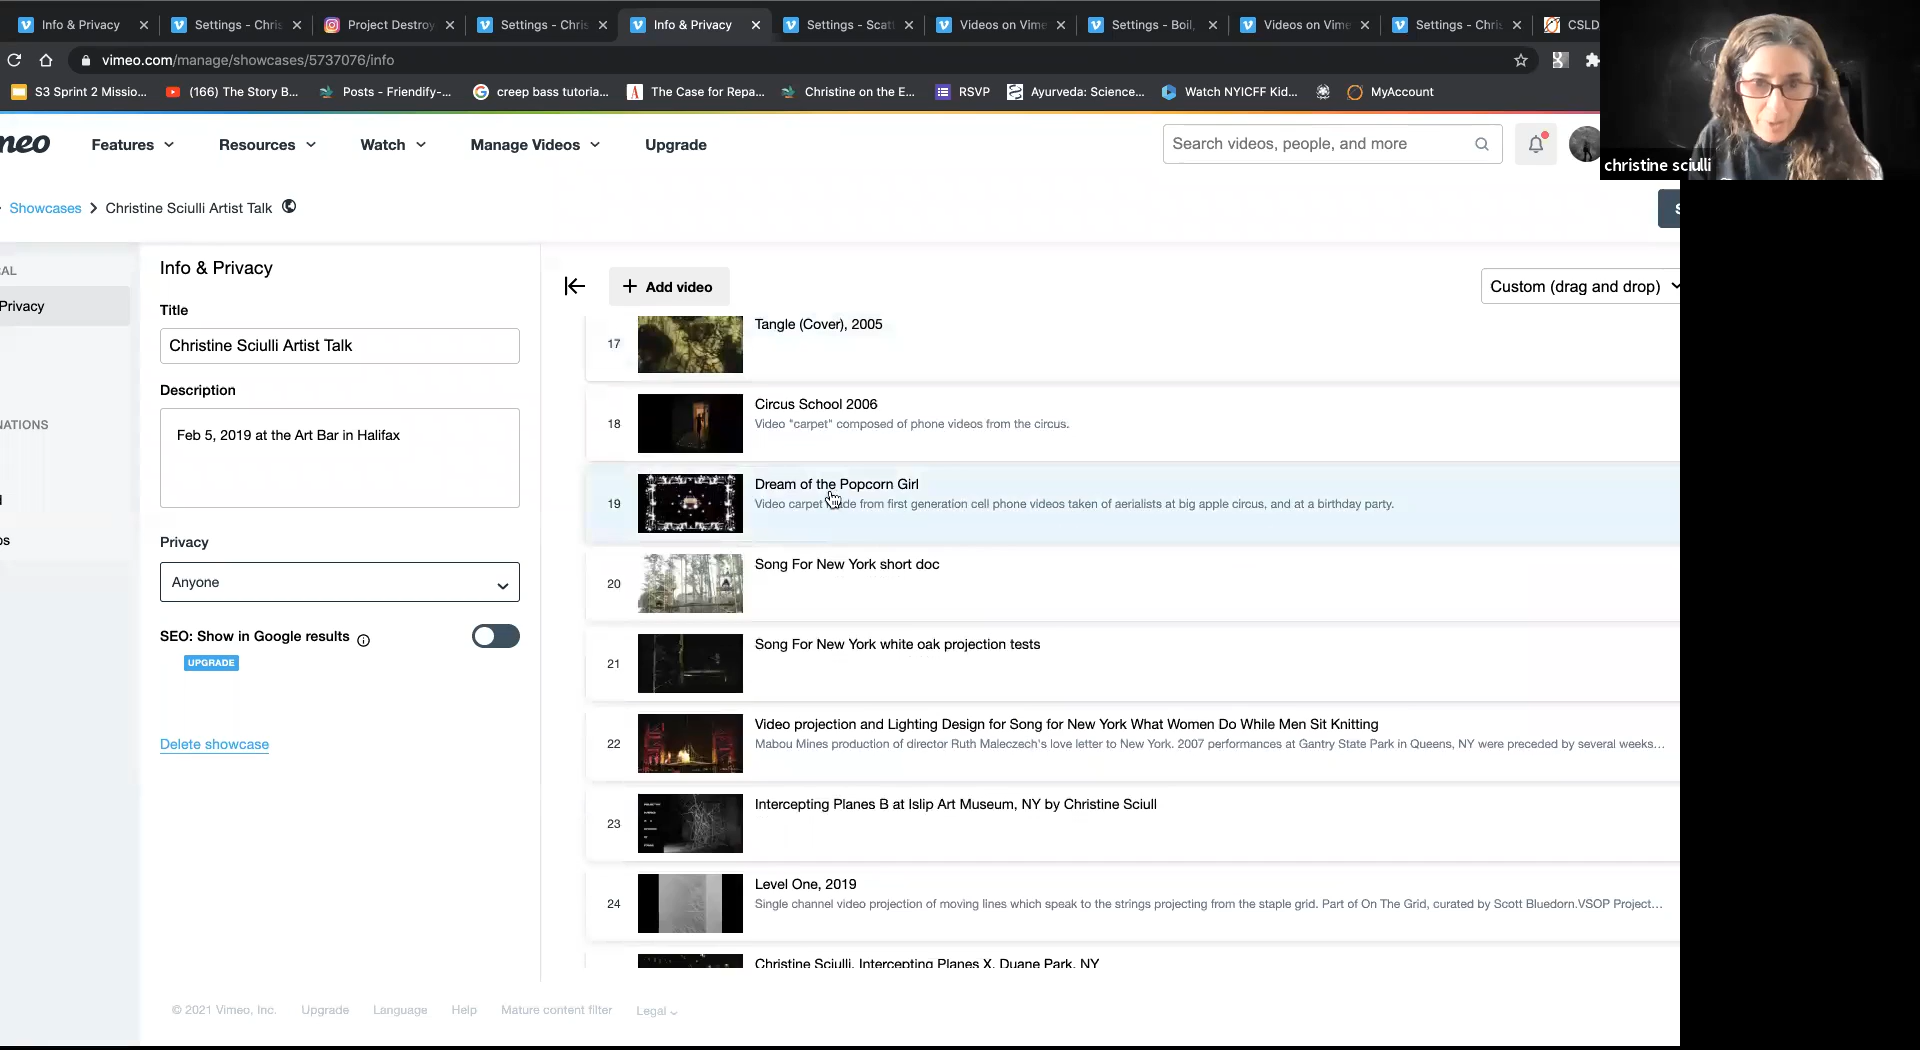 Info & Privacy
Settings - Chris
Project Destroy
Settings - Chris
Info & Privacy
Settings - Scatt
Videos on Vime
Settings - Boil,
Videos on Vime
Settings - Chris
CSLD
vimeo.com/manage/showcases/5737076/info
S3 Sprint 2 Missio...
(166) The Story B...
Posts - Friendify-...
creep bass tutoria...
The Case for Repa...
Christine on the E...
RSVP
Ayurveda: Science...
Watch NYICFF Kid...
MyAccount
christine sciulli
meo
Features
Resources
Watch
Manage Videos
Upgrade
Search videos, people, and more
Showcases > Christine Sciulli Artist Talk
S
AL
Privacy
NATIONS
Info & Privacy
Title
Christine Sciulli Artist Talk
Description
Feb 5, 2019 at the Art Bar in Halifax
Privacy
Anyone
SEO: Show in Google results
UPGRADE
Delete showcase
+ Add video
Custom (drag and drop)
17
Tangle (Cover), 2005
18
Circus School 2006
Video "carpet" composed of phone videos from the circus.
19
Dream of the Popcorn Girl
Video carpet de from first generation cell phone videos taken of aerialists at big apple circus, and at a birthday party.
20
Song For New York short doc
21
Song For New York white oak projection tests
22
Video projection and Lighting Design for Song for New York What Women Do While Men Sit Knitting
Mabou Mines production of director Ruth Maleczech's love letter to New York. 2007 performances at Gantry State Park in Queens, NY were preceded by several weeks...
23
Intercepting Planes B at Islip Art Museum, NY by Christine Sciull
24
Level One, 2019
Single channel video projection of moving lines which speak to the strings projecting from the staple grid. Part of On The Grid, curated by Scott Bluedorn.VSOP Project...
Christine Sciulli, Intercepting Planes X, Duane Park, NY
© 2021 Vimeo, Inc.
Upgrade
Language
Help
Mature content filter
Legal